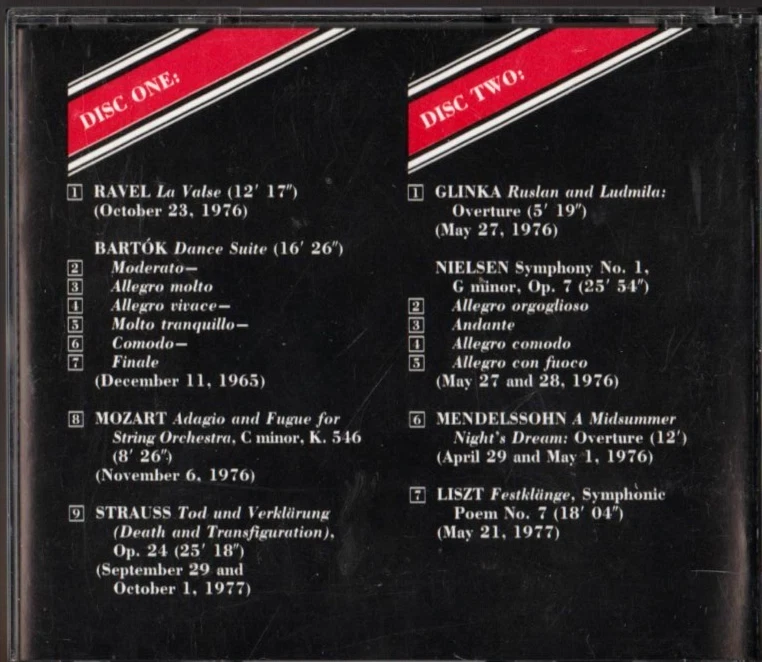 DISC ONE:
1 RAVEL La Valse (12′ 17″)
(October 23, 1976)
BARTÓK Dance Suite (16′ 26″)
2 Moderato—
3 Allegro molto
4 Allegro vivace—
5 Molto tranquillo—
6 Comodo—
7 Finale
(December 11, 1965)
8 MOZART Adagio and Fugue for
String Orchestra, C minor, K. 546
(8′ 26″)
(November 6, 1976)
9 STRAUSS Tod und Verklärung
(Death and Transfiguration),
Op. 24 (25′ 18″)
(September 29 and
October 1, 1977)
DISC TWO:
1 GLINKA Ruslan and Ludmila:
Overture (5′ 19″)
(May 27, 1976)
NIELSEN Symphony No. 1,
G minor, Op. 7 (25′ 54″)
2 Allegro orgoglioso
3 Andante
4 Allegro comodo
5 Allegro con fuoco
(May 27 and 28, 1976)
6 MENDELSSOHN A Midsummer
Night's Dream: Overture (12′)
(April 29 and May 1, 1976)
7 LISZT Festklänge, Symphonic
Poem No. 7 (18′ 04″)
(May 21, 1977)